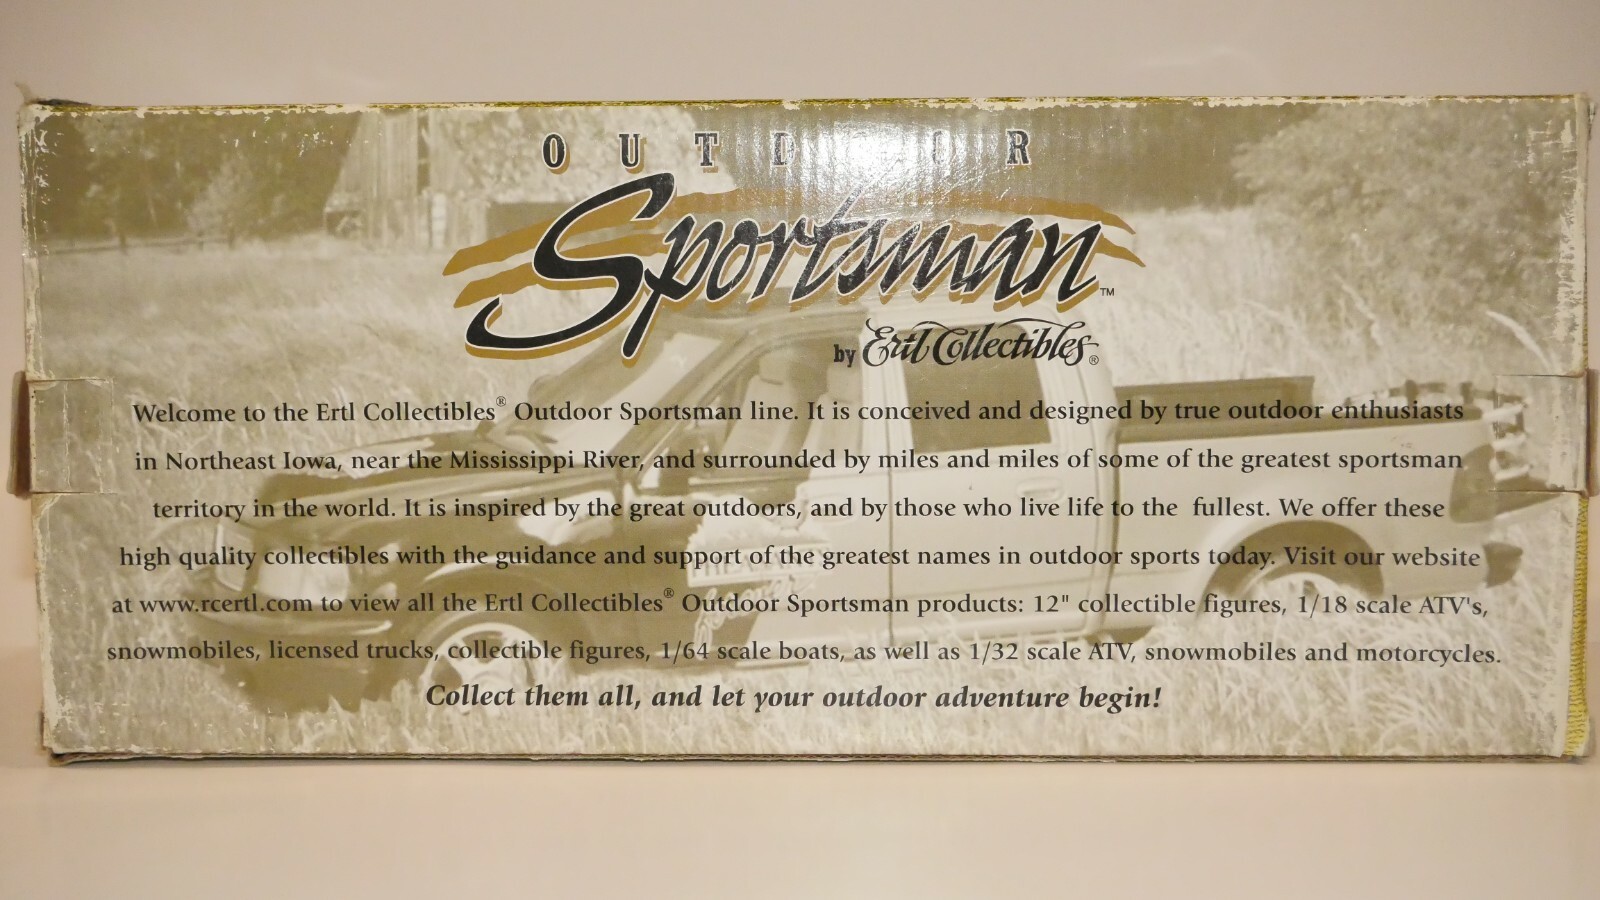 OUTDOOR
Sportsman™
by Ertl Collectibles®
Welcome to the Ertl Collectibles® Outdoor Sportsman line. It is conceived and designed by true outdoor enthusiasts
in Northeast Iowa, near the Mississippi River, and surrounded by miles and miles of some of the greatest sportsman
territory in the world. It is inspired by the great outdoors, and by those who live life to the fullest. We offer these
high quality collectibles with the guidance and support of the greatest names in outdoor sports today. Visit our website
at www.rcertl.com to view all the Ertl Collectibles® Outdoor Sportsman products: 12" collectible figures, 1/18 scale ATV's,
snowmobiles, licensed trucks, collectible figures, 1/64 scale boats, as well as 1/32 scale ATV, snowmobiles and motorcycles.
Collect them all, and let your outdoor adventure begin!